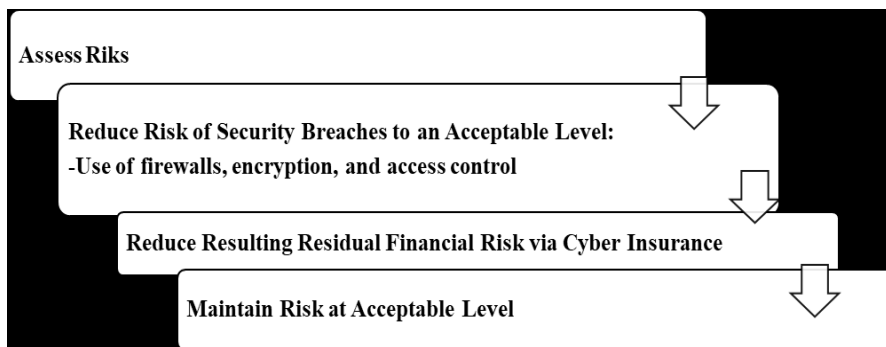 Assess Riks
Reduce Risk of Security Breaches to an Acceptable Level:
-Use of firewalls, encryption, and access control
Reduce Resulting Residual Financial Risk via Cyber Insurance
Maintain Risk at Acceptable Level